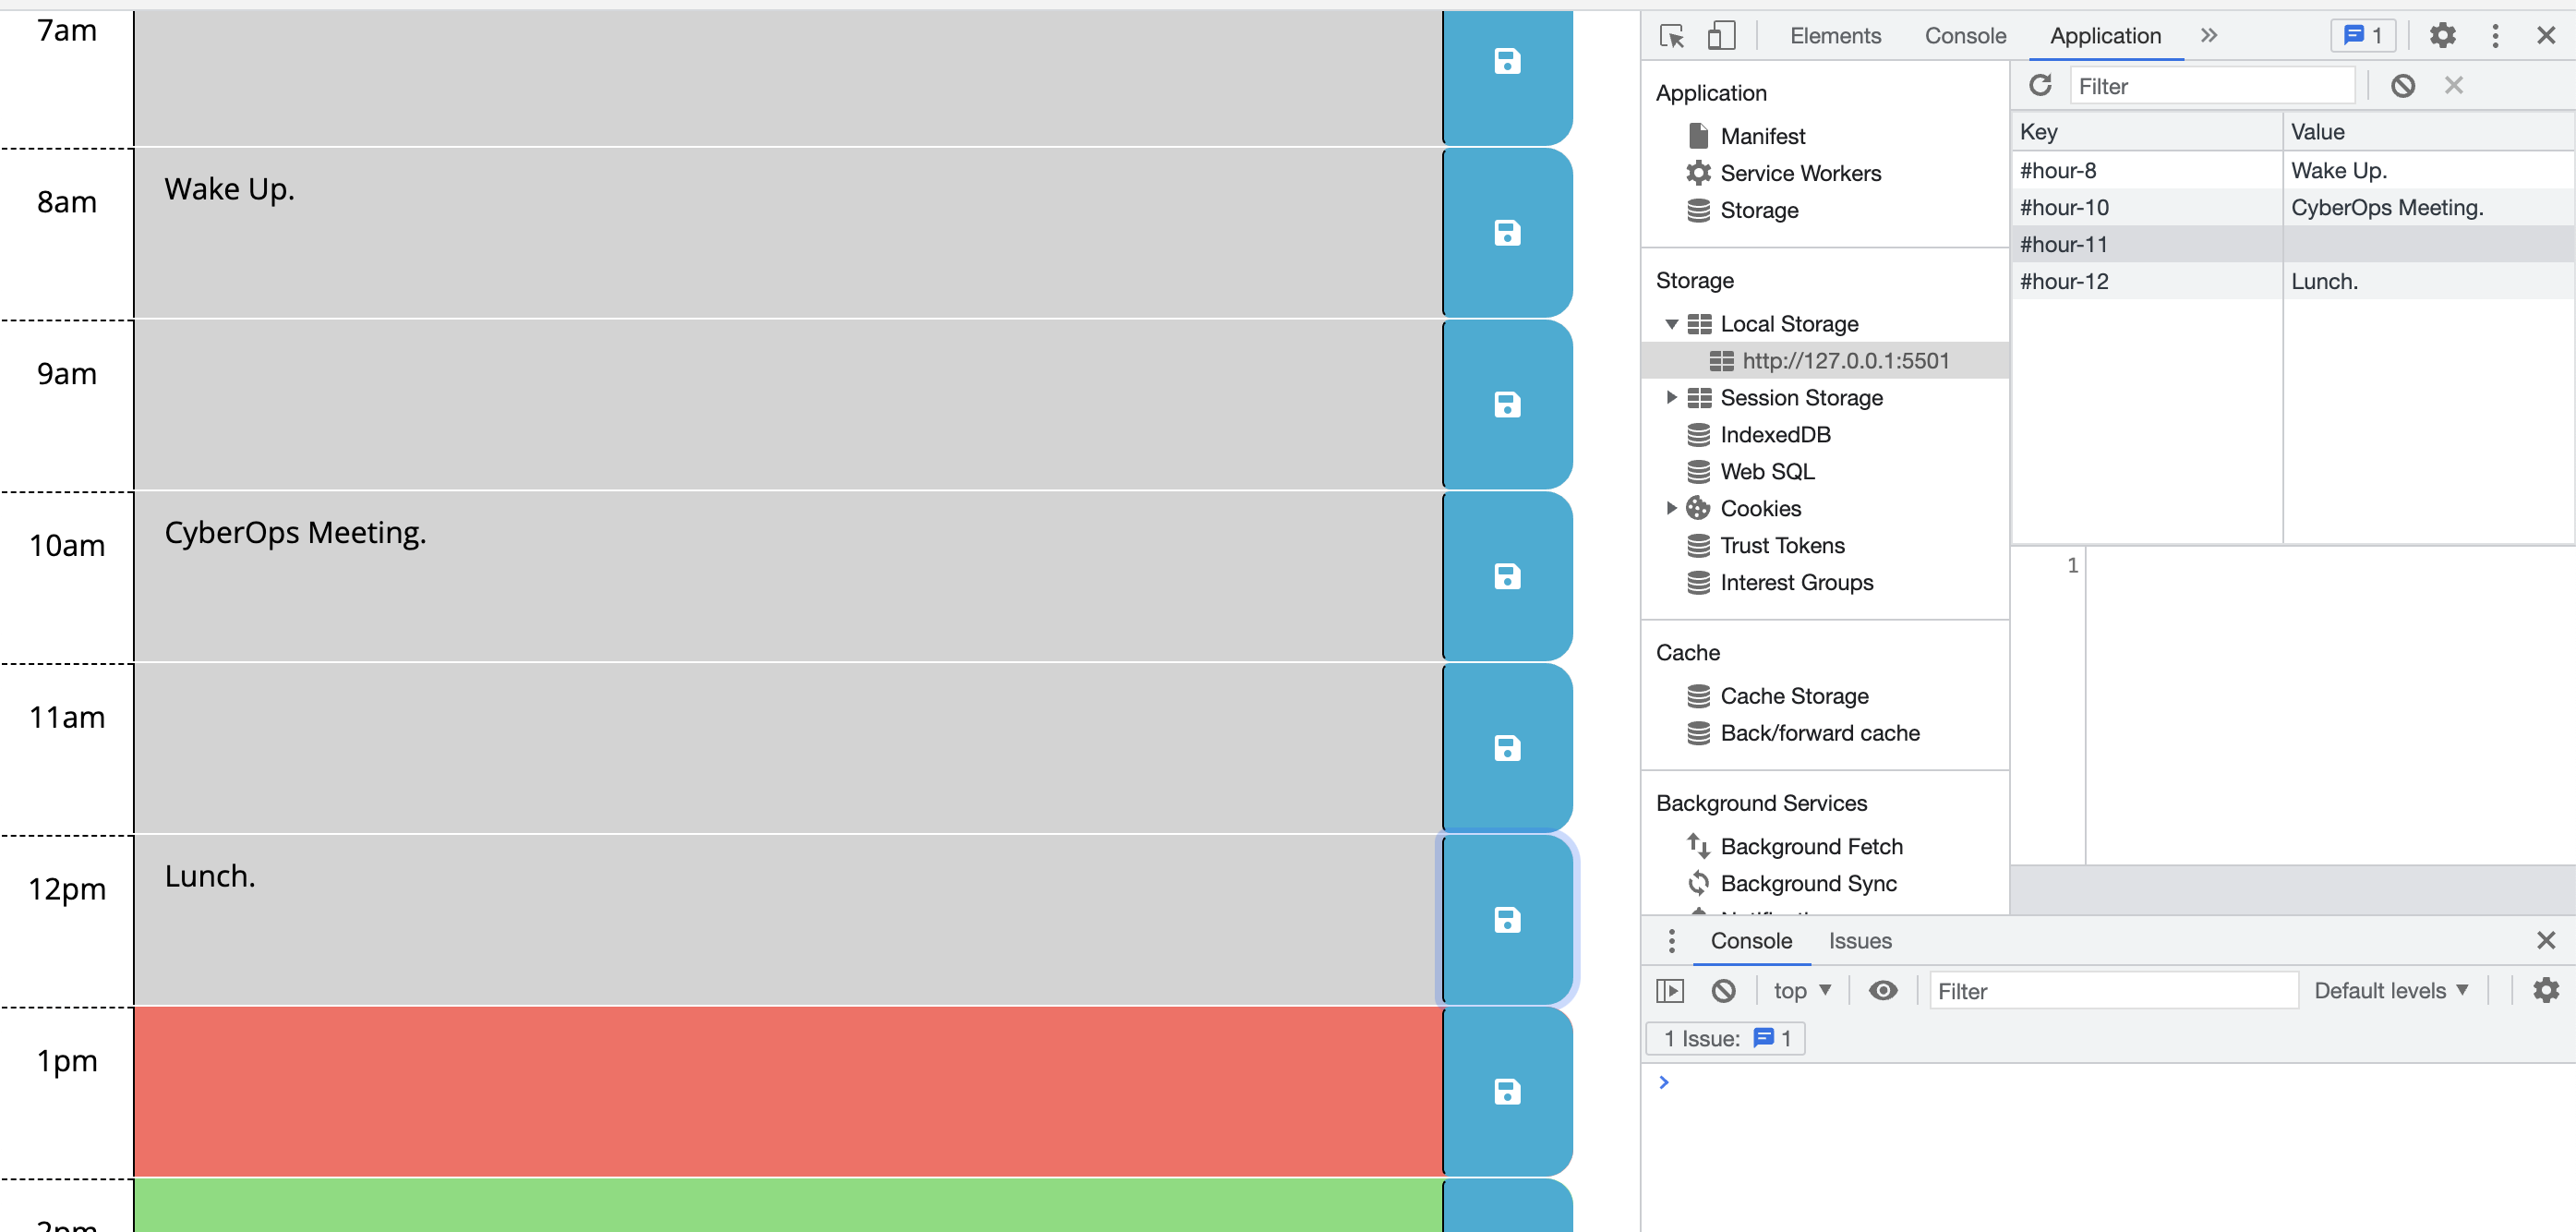 7am
8am
Wake Up.
9am
10am
CyberOps Meeting.
11am
12pm
Lunch.
1pm
2pm
Elements
Console
Application
1
Application
Manifest
Service Workers
Storage
Storage
Local Storage
http://127.0.0.1:5501
Session Storage
IndexedDB
Web SQL
Cookies
Trust Tokens
Interest Groups
Cache
Cache Storage
Back/forward cache
Background Services
Background Fetch
Background Sync
Filter
Key Value
#hour-8 Wake Up.
#hour-10 CyberOps Meeting.
#hour-11
#hour-12 Lunch.
1
Console Issues
top Filter Default levels
1 Issue: 1